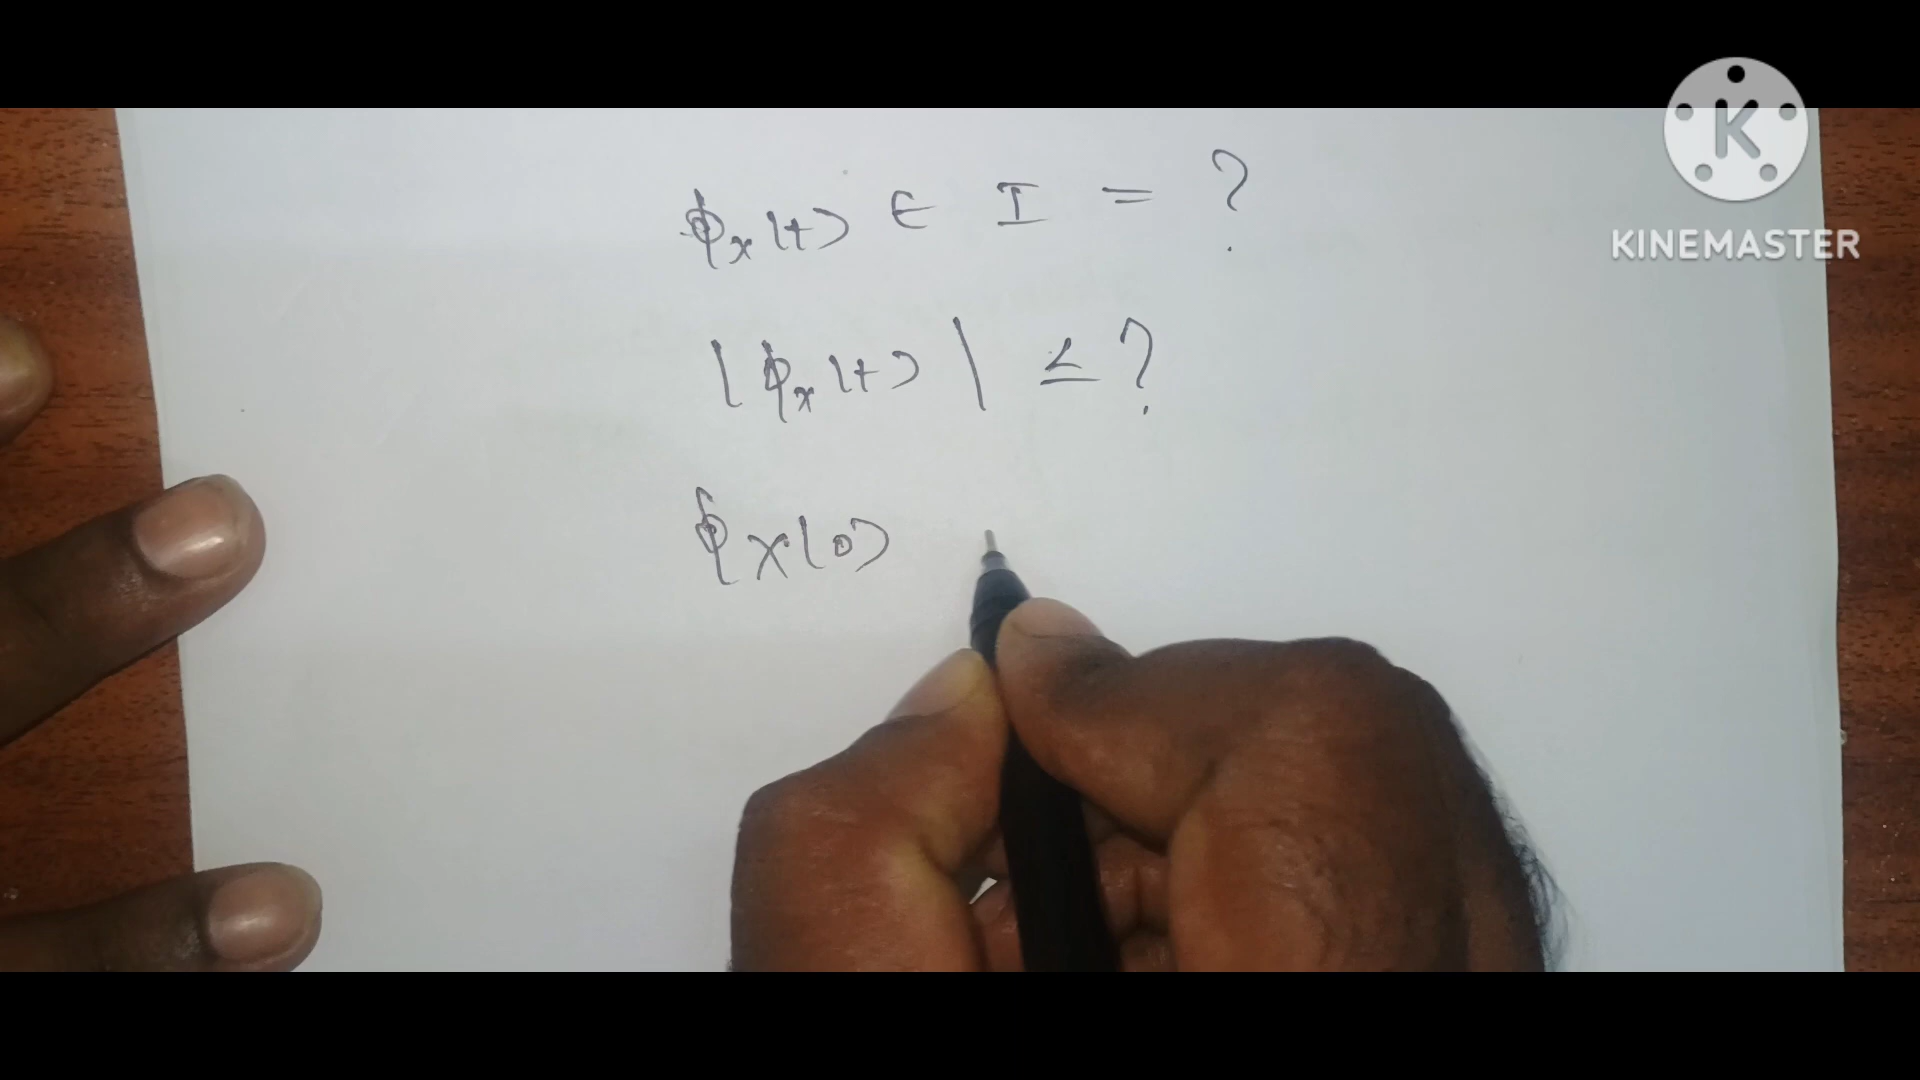 K
KINEMASTER
ϕₓ(t) ∈ I = ?
|ϕₓ(t)| ≤ ?
ϕX(0)